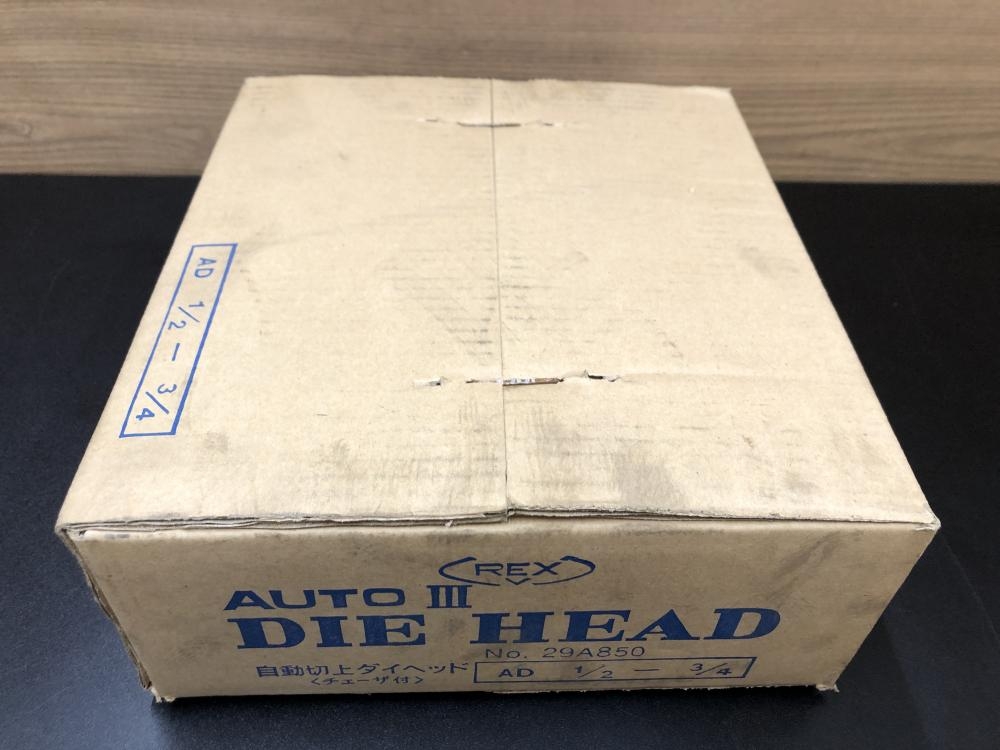 AD 1/2 - 3/4
REX
AUTO III
DIE HEAD
No. 29A850
自動切上ダイヘッド
<チェーザ付>
AD 1/2 - 3/4